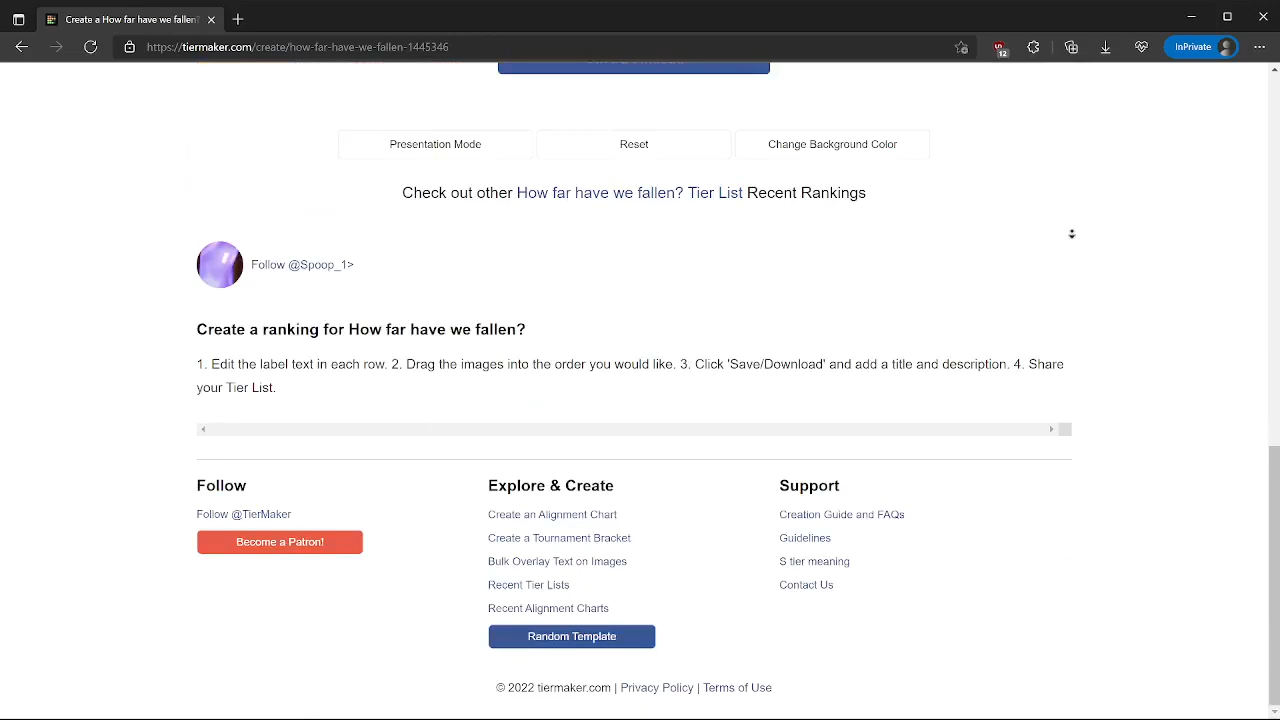 Create a How far have we fallen?
https://tiermaker.com/create/how-far-have-we-fallen-1445346
12
InPrivate
Presentation Mode
Reset
Change Background Color
Check out other How far have we fallen? Tier List Recent Rankings
Follow @Spoop_1>
Create a ranking for How far have we fallen?
1. Edit the label text in each row. 2. Drag the images into the order you would like. 3. Click 'Save/Download' and add a title and description. 4. Share
your Tier List.
Follow
Explore & Create
Support
Follow @TierMaker
Create an Alignment Chart
Creation Guide and FAQs
Become a Patron!
Create a Tournament Bracket
Guidelines
Bulk Overlay Text on Images
S tier meaning
Recent Tier Lists
Contact Us
Recent Alignment Charts
Random Template
© 2022 tiermaker.com | Privacy Policy | Terms of Use